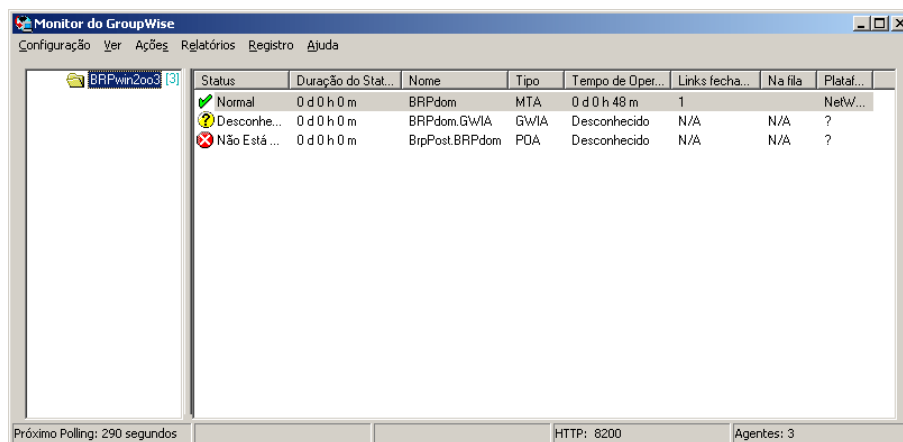 Monitor do GroupWise
Configuração Ver Ações Relatórios Registro Ajuda
BRPwin2oo3 [3]
Status Duração do Stat... Nome Tipo Tempo de Oper... Links fecha... Na fila Plataf...
Normal 0 d 0 h 0 m BRPdom MTA 0 d 0 h 48 m 1 NetW...
Desconhe... 0 d 0 h 0 m BRPdom.GWIA GWIA Desconhecido N/A N/A ?
Não Está ... 0 d 0 h 0 m BrpPost.BRPdom POA Desconhecido N/A N/A ?
Próximo Polling: 290 segundos HTTP: 8200 Agentes: 3